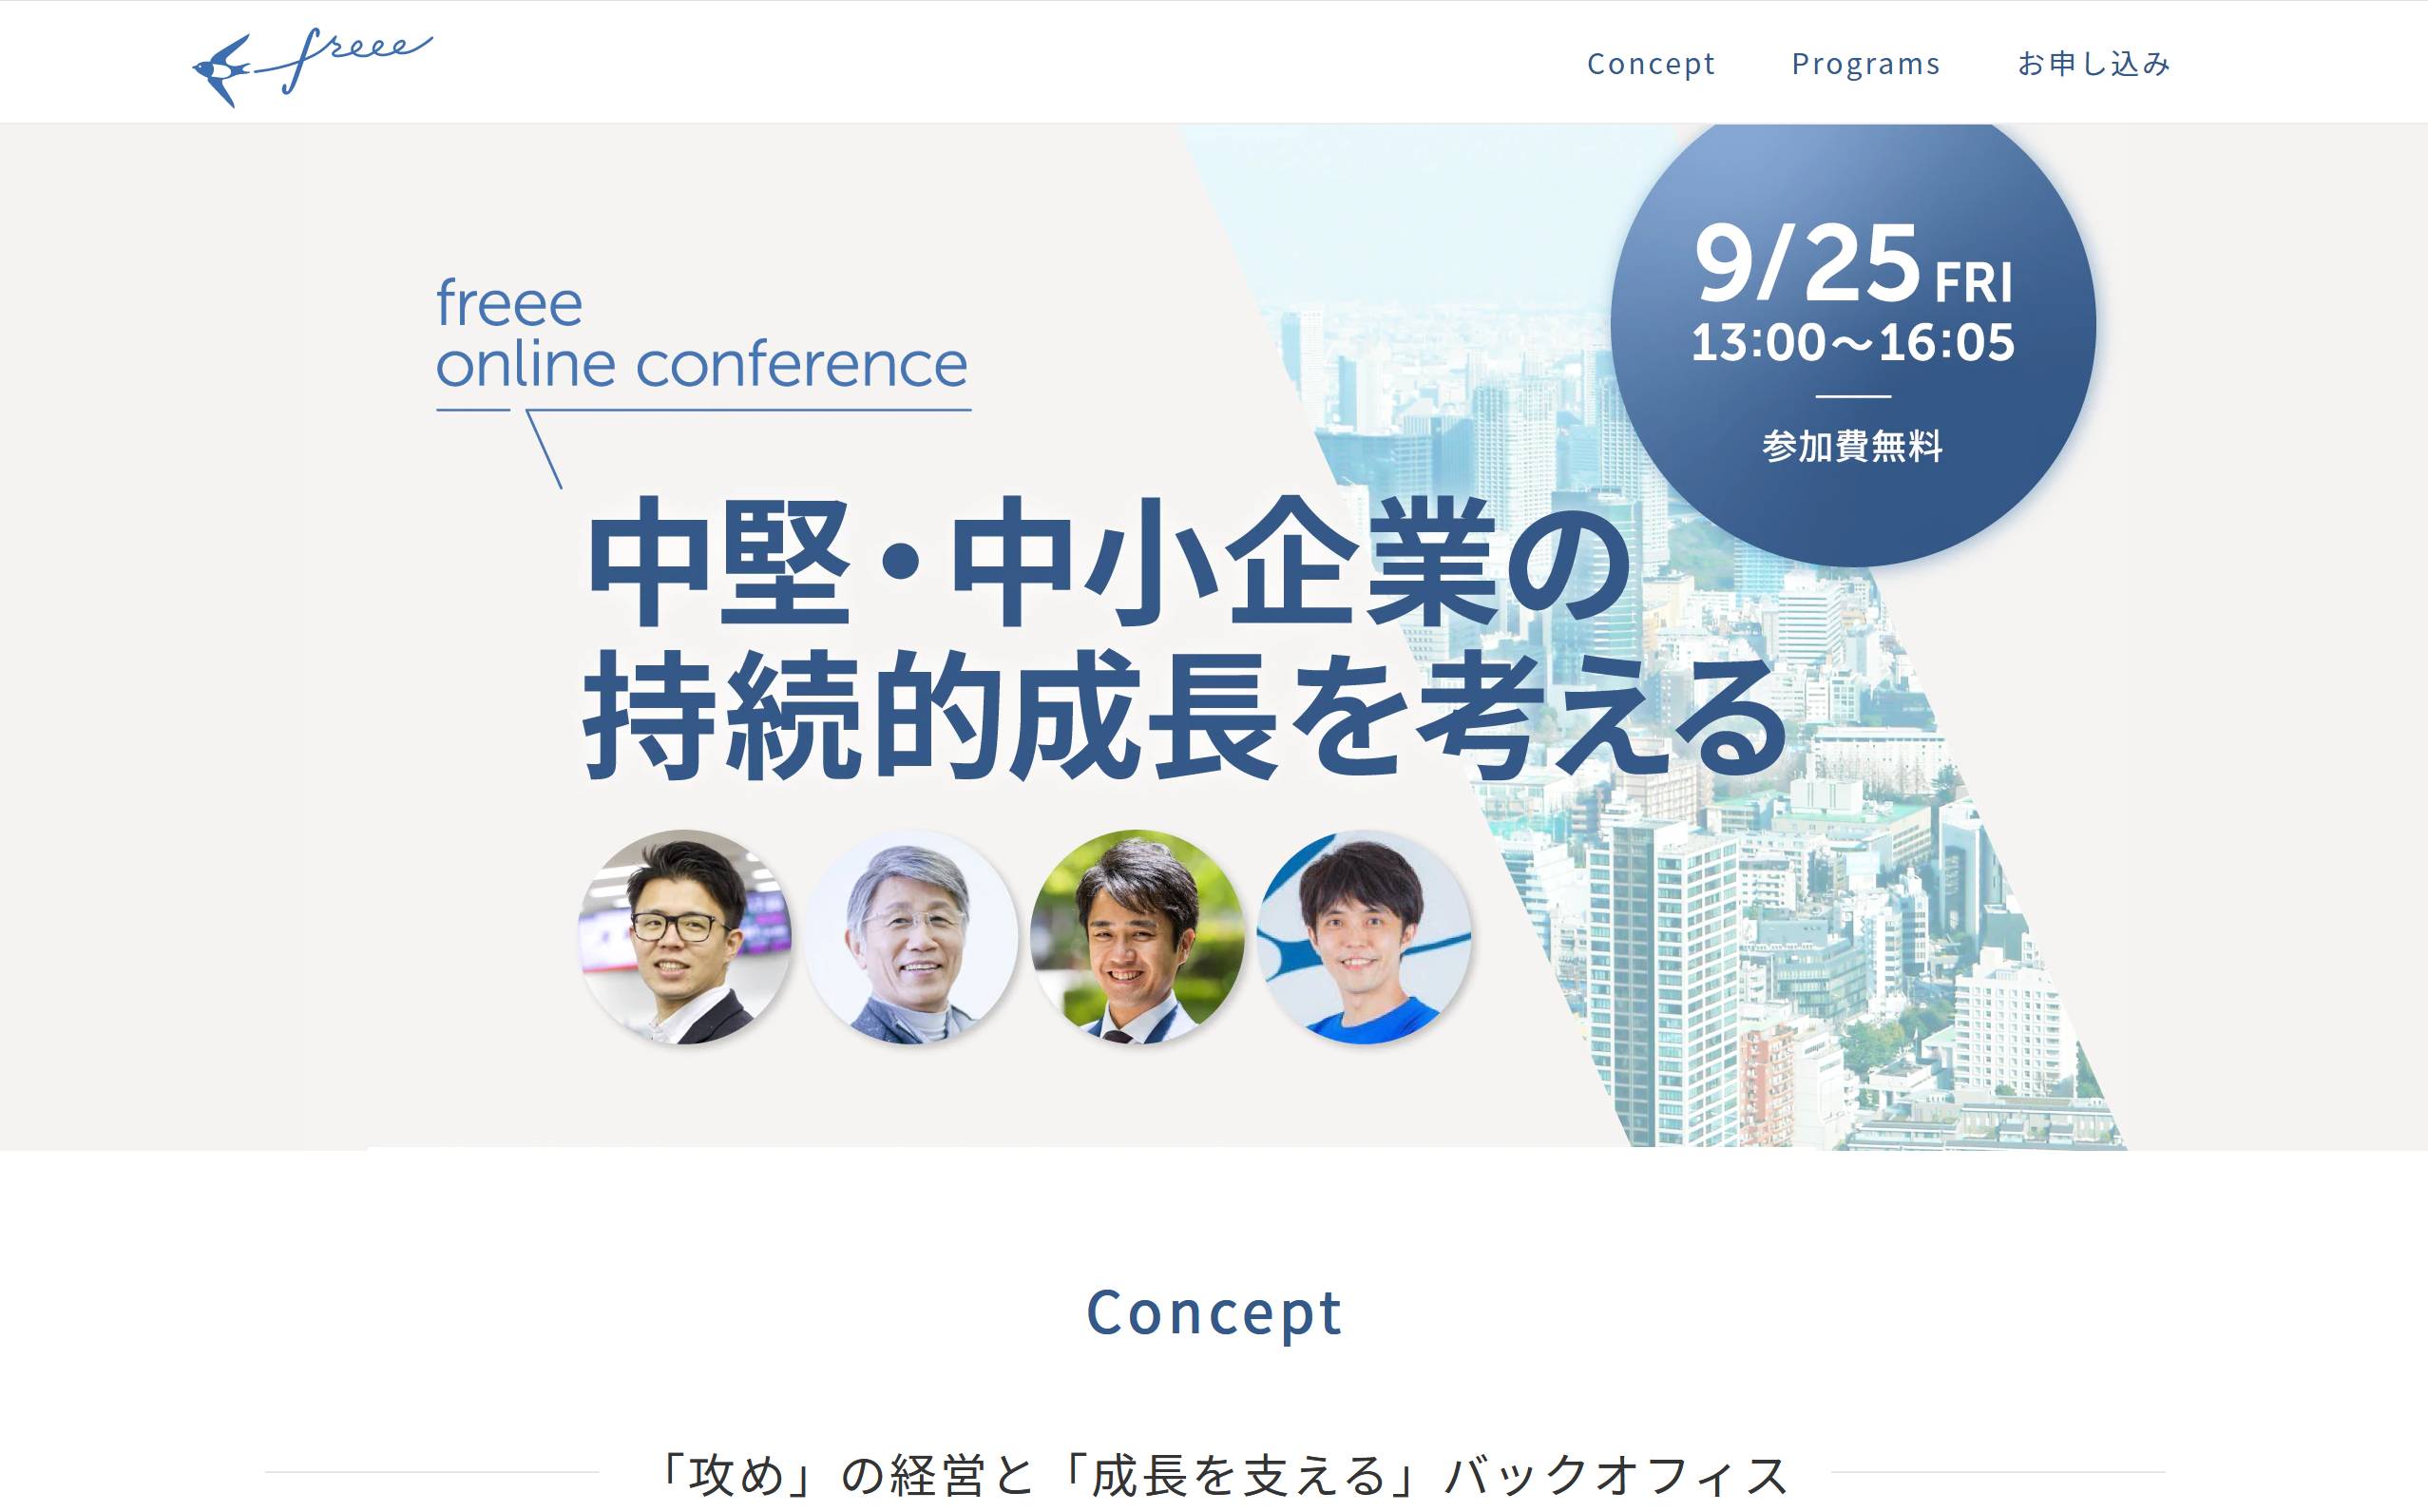 freee
Concept
Programs
お申し込み
9/25 FRI
13:00〜16:05
参加費無料
freee
online conference
中堅・中小企業の
持続的成長を考える
Concept
「攻め」の経営と「成長を支える」バックオフィス